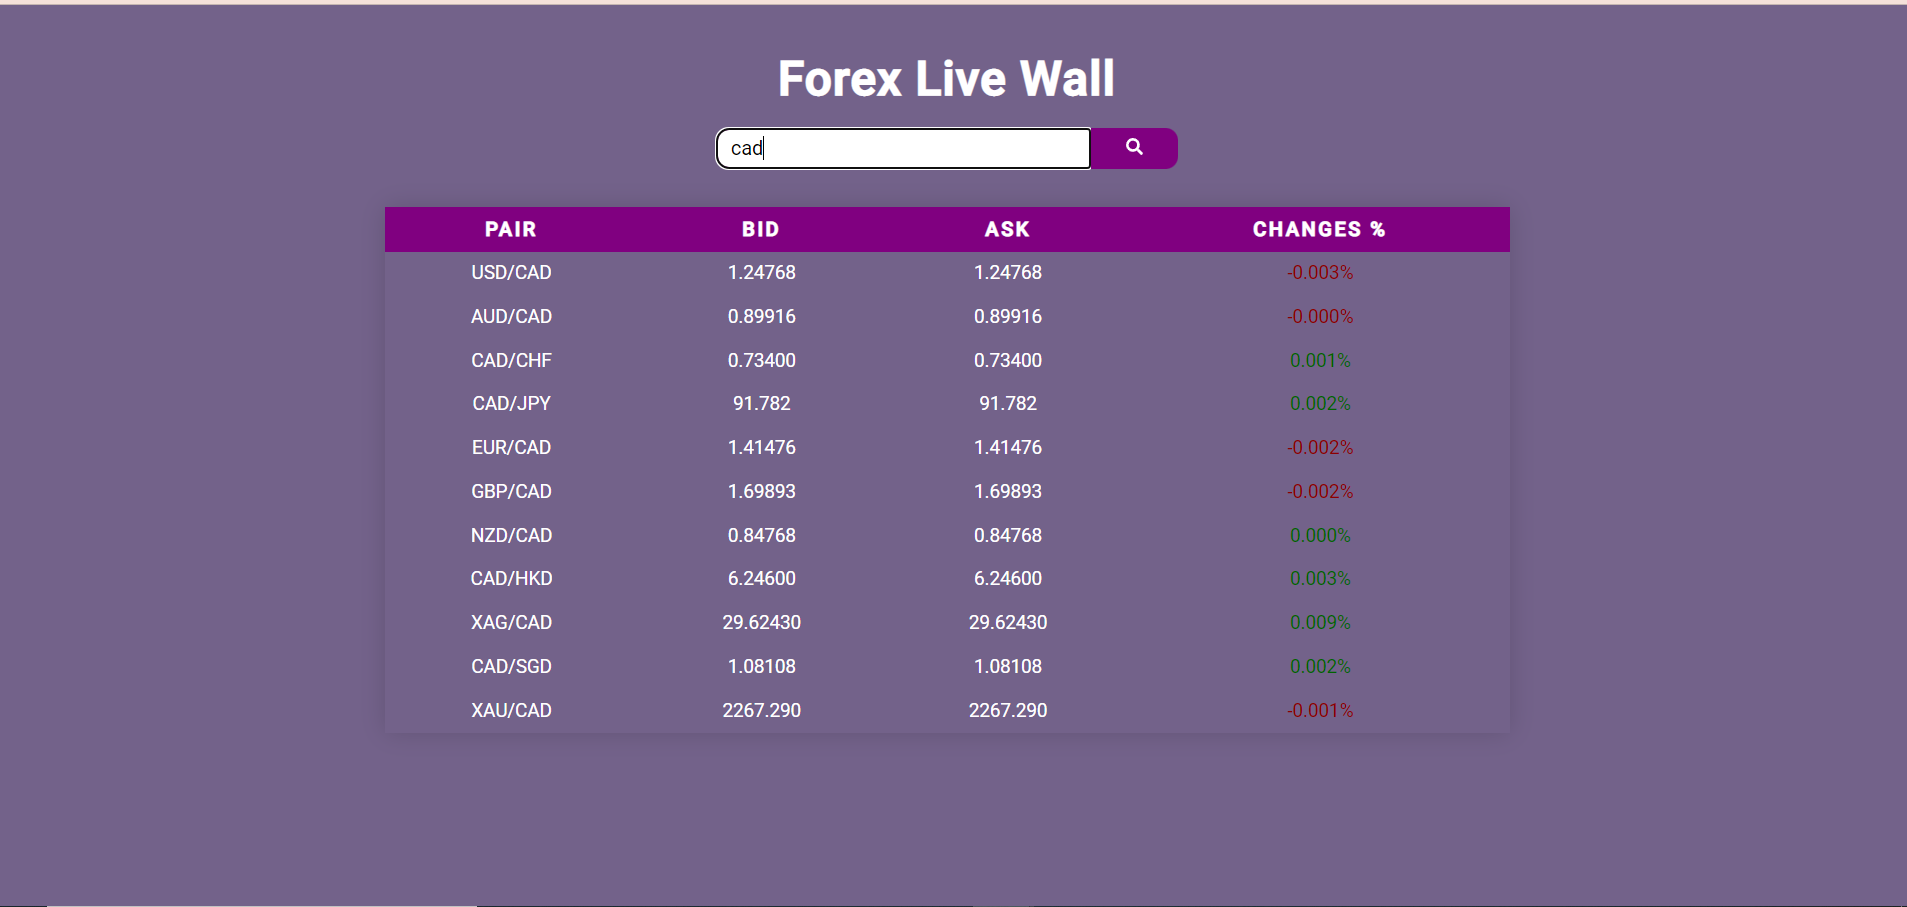 Forex Live Wall
cad
PAIR BID ASK CHANGES %
USD/CAD 1.24768 1.24768 -0.003%
AUD/CAD 0.89916 0.89916 -0.000%
CAD/CHF 0.73400 0.73400 0.001%
CAD/JPY 91.782 91.782 0.002%
EUR/CAD 1.41476 1.41476 -0.002%
GBP/CAD 1.69893 1.69893 -0.002%
NZD/CAD 0.84768 0.84768 0.000%
CAD/HKD 6.24600 6.24600 0.003%
XAG/CAD 29.62430 29.62430 0.009%
CAD/SGD 1.08108 1.08108 0.002%
XAU/CAD 2267.290 2267.290 -0.001%